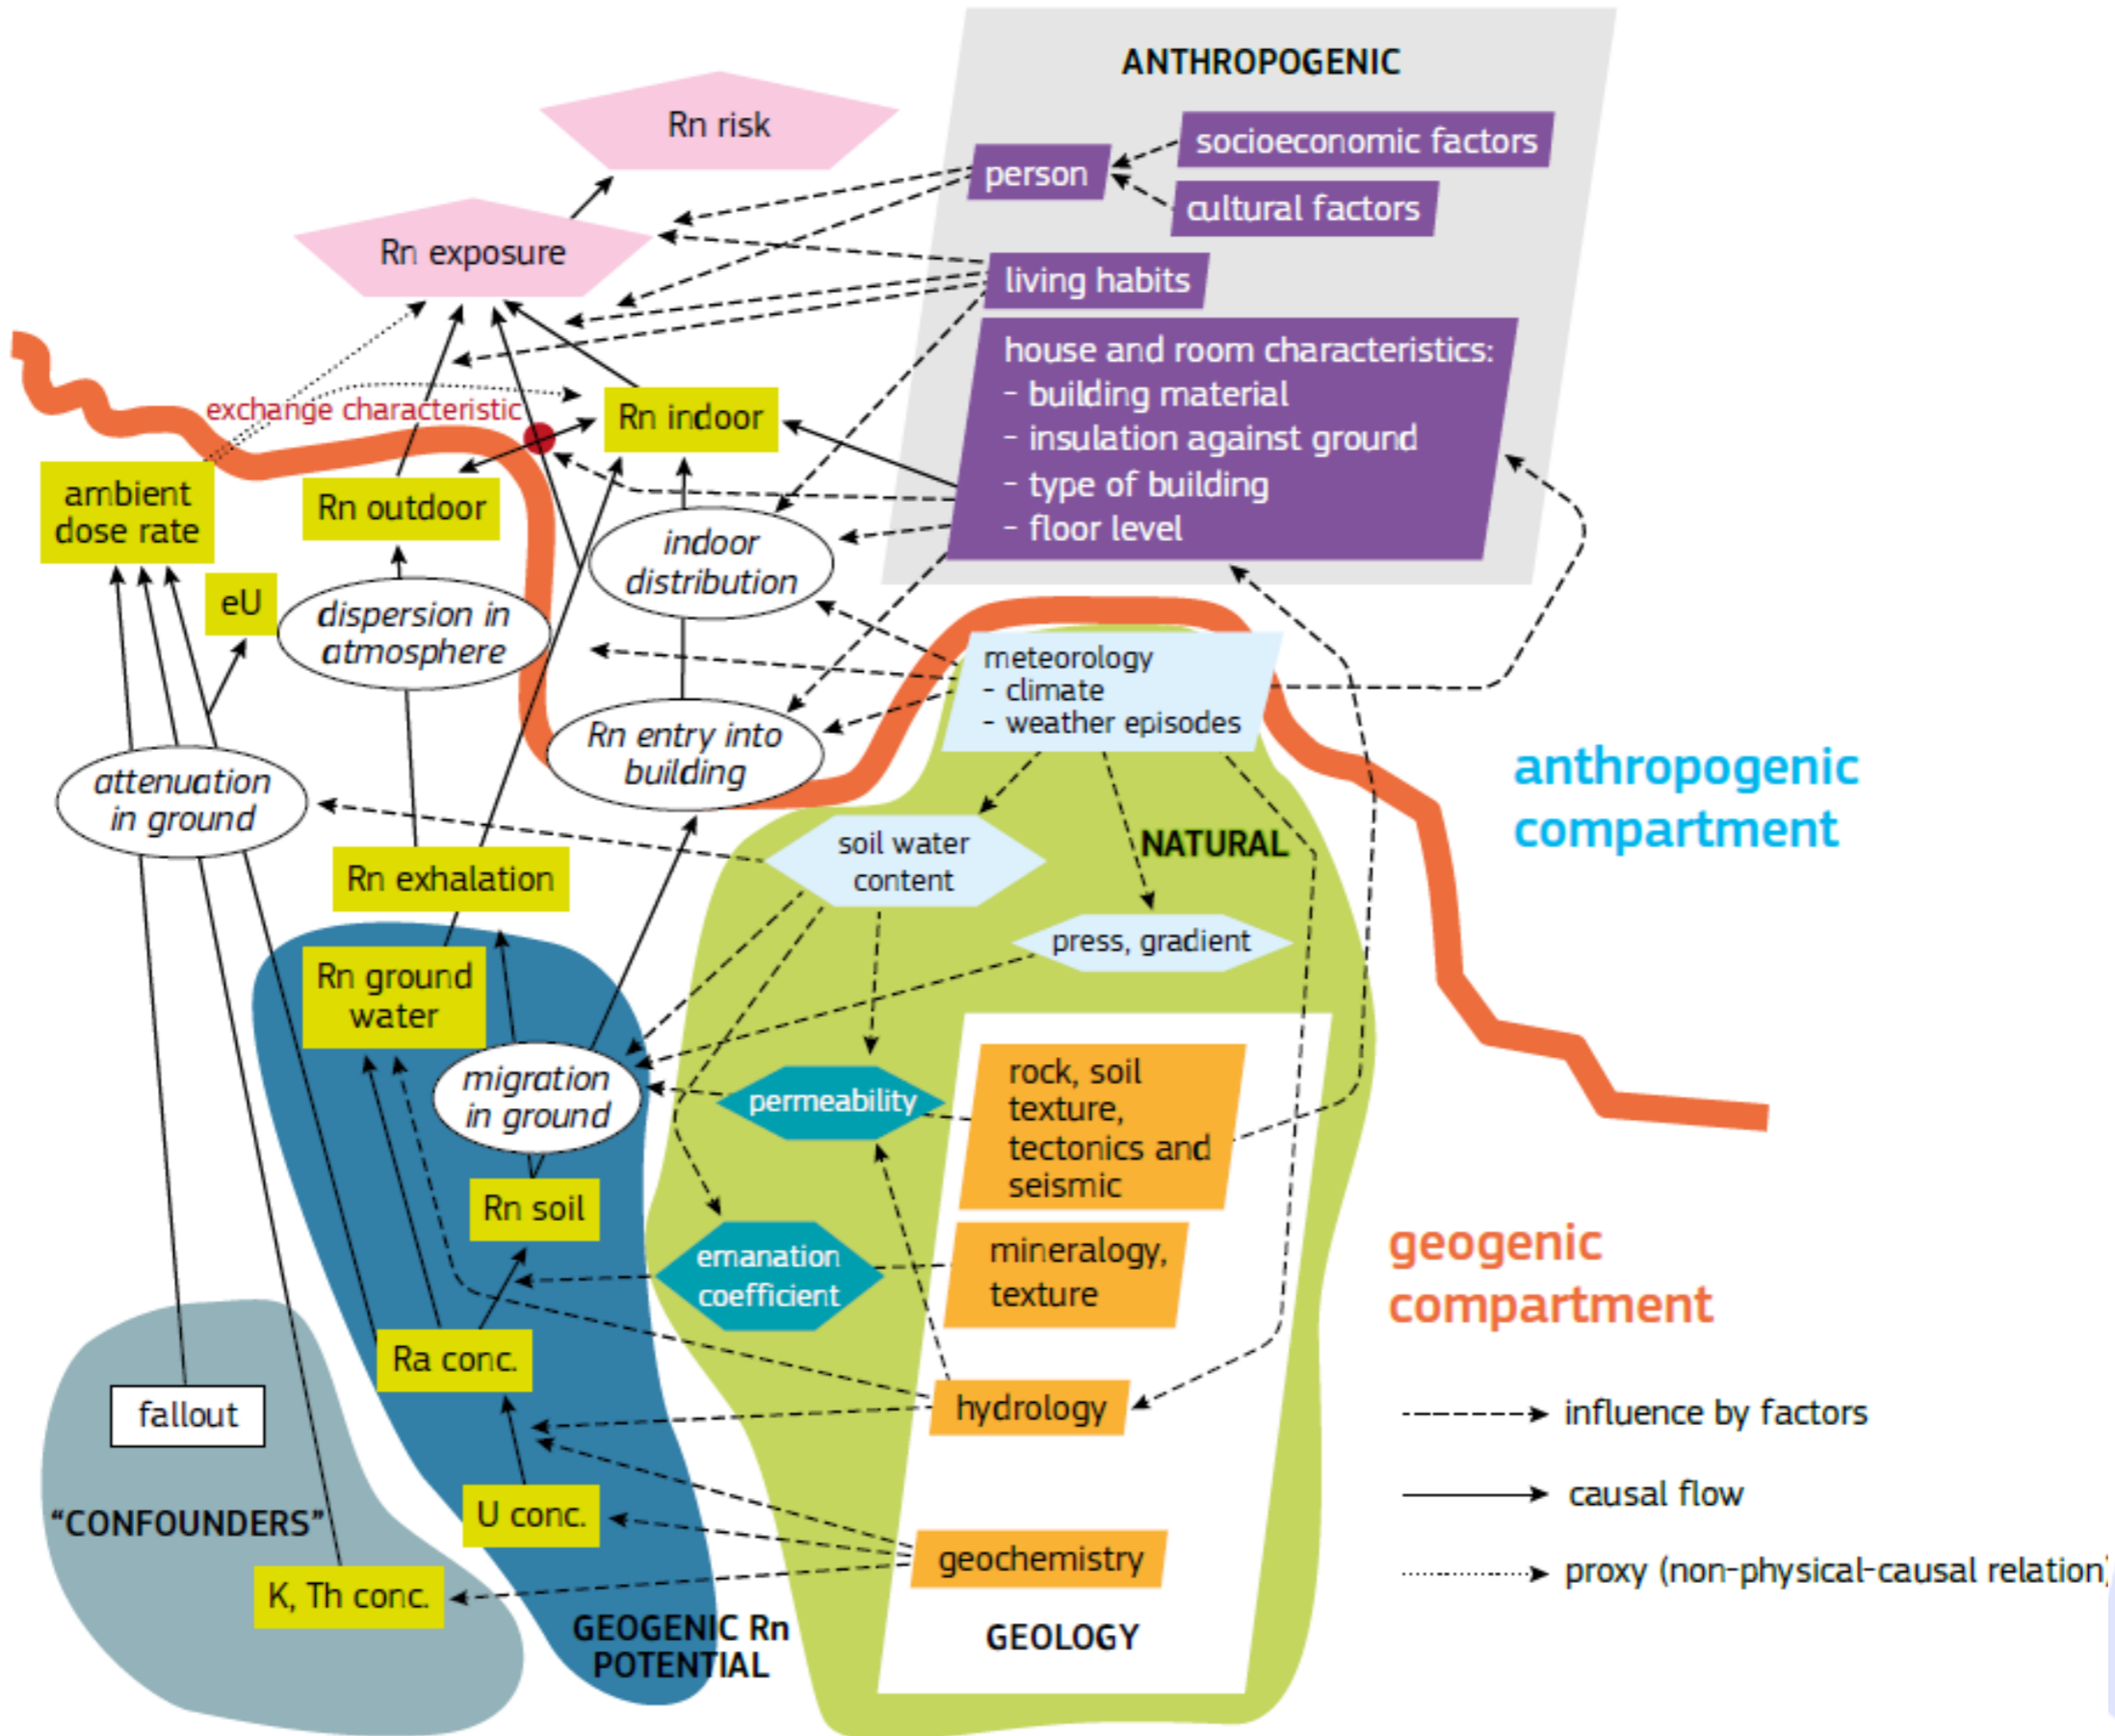 ANTHROPOGENIC
Rn risk
socioeconomic factors
person
cultural factors
Rn exposure
living habits
house and room characteristics:
- building material
- insulation against ground
- type of building
- floor level
exchange characteristic
Rn indoor
ambient
dose rate
Rn outdoor
indoor
distribution
eU
dispersion in
atmosphere
meteorology
- climate
- weather episodes
Rn entry into
building
attenuation
in ground
anthropogenic
compartment
soil water
content
NATURAL
Rn exhalation
press, gradient
Rn ground
water
migration
in ground
permeability
rock, soil
texture,
tectonics and
seismic
Rn soil
emanation
coefficient
mineralogy,
texture
geogenic
compartment
Ra conc.
fallout
hydrology
influence by factors
causal flow
"CONFOUNDERS"
U conc.
geochemistry
proxy (non-physical-causal relation)
K, Th conc.
GEOGENIC Rn
POTENTIAL
GEOLOGY